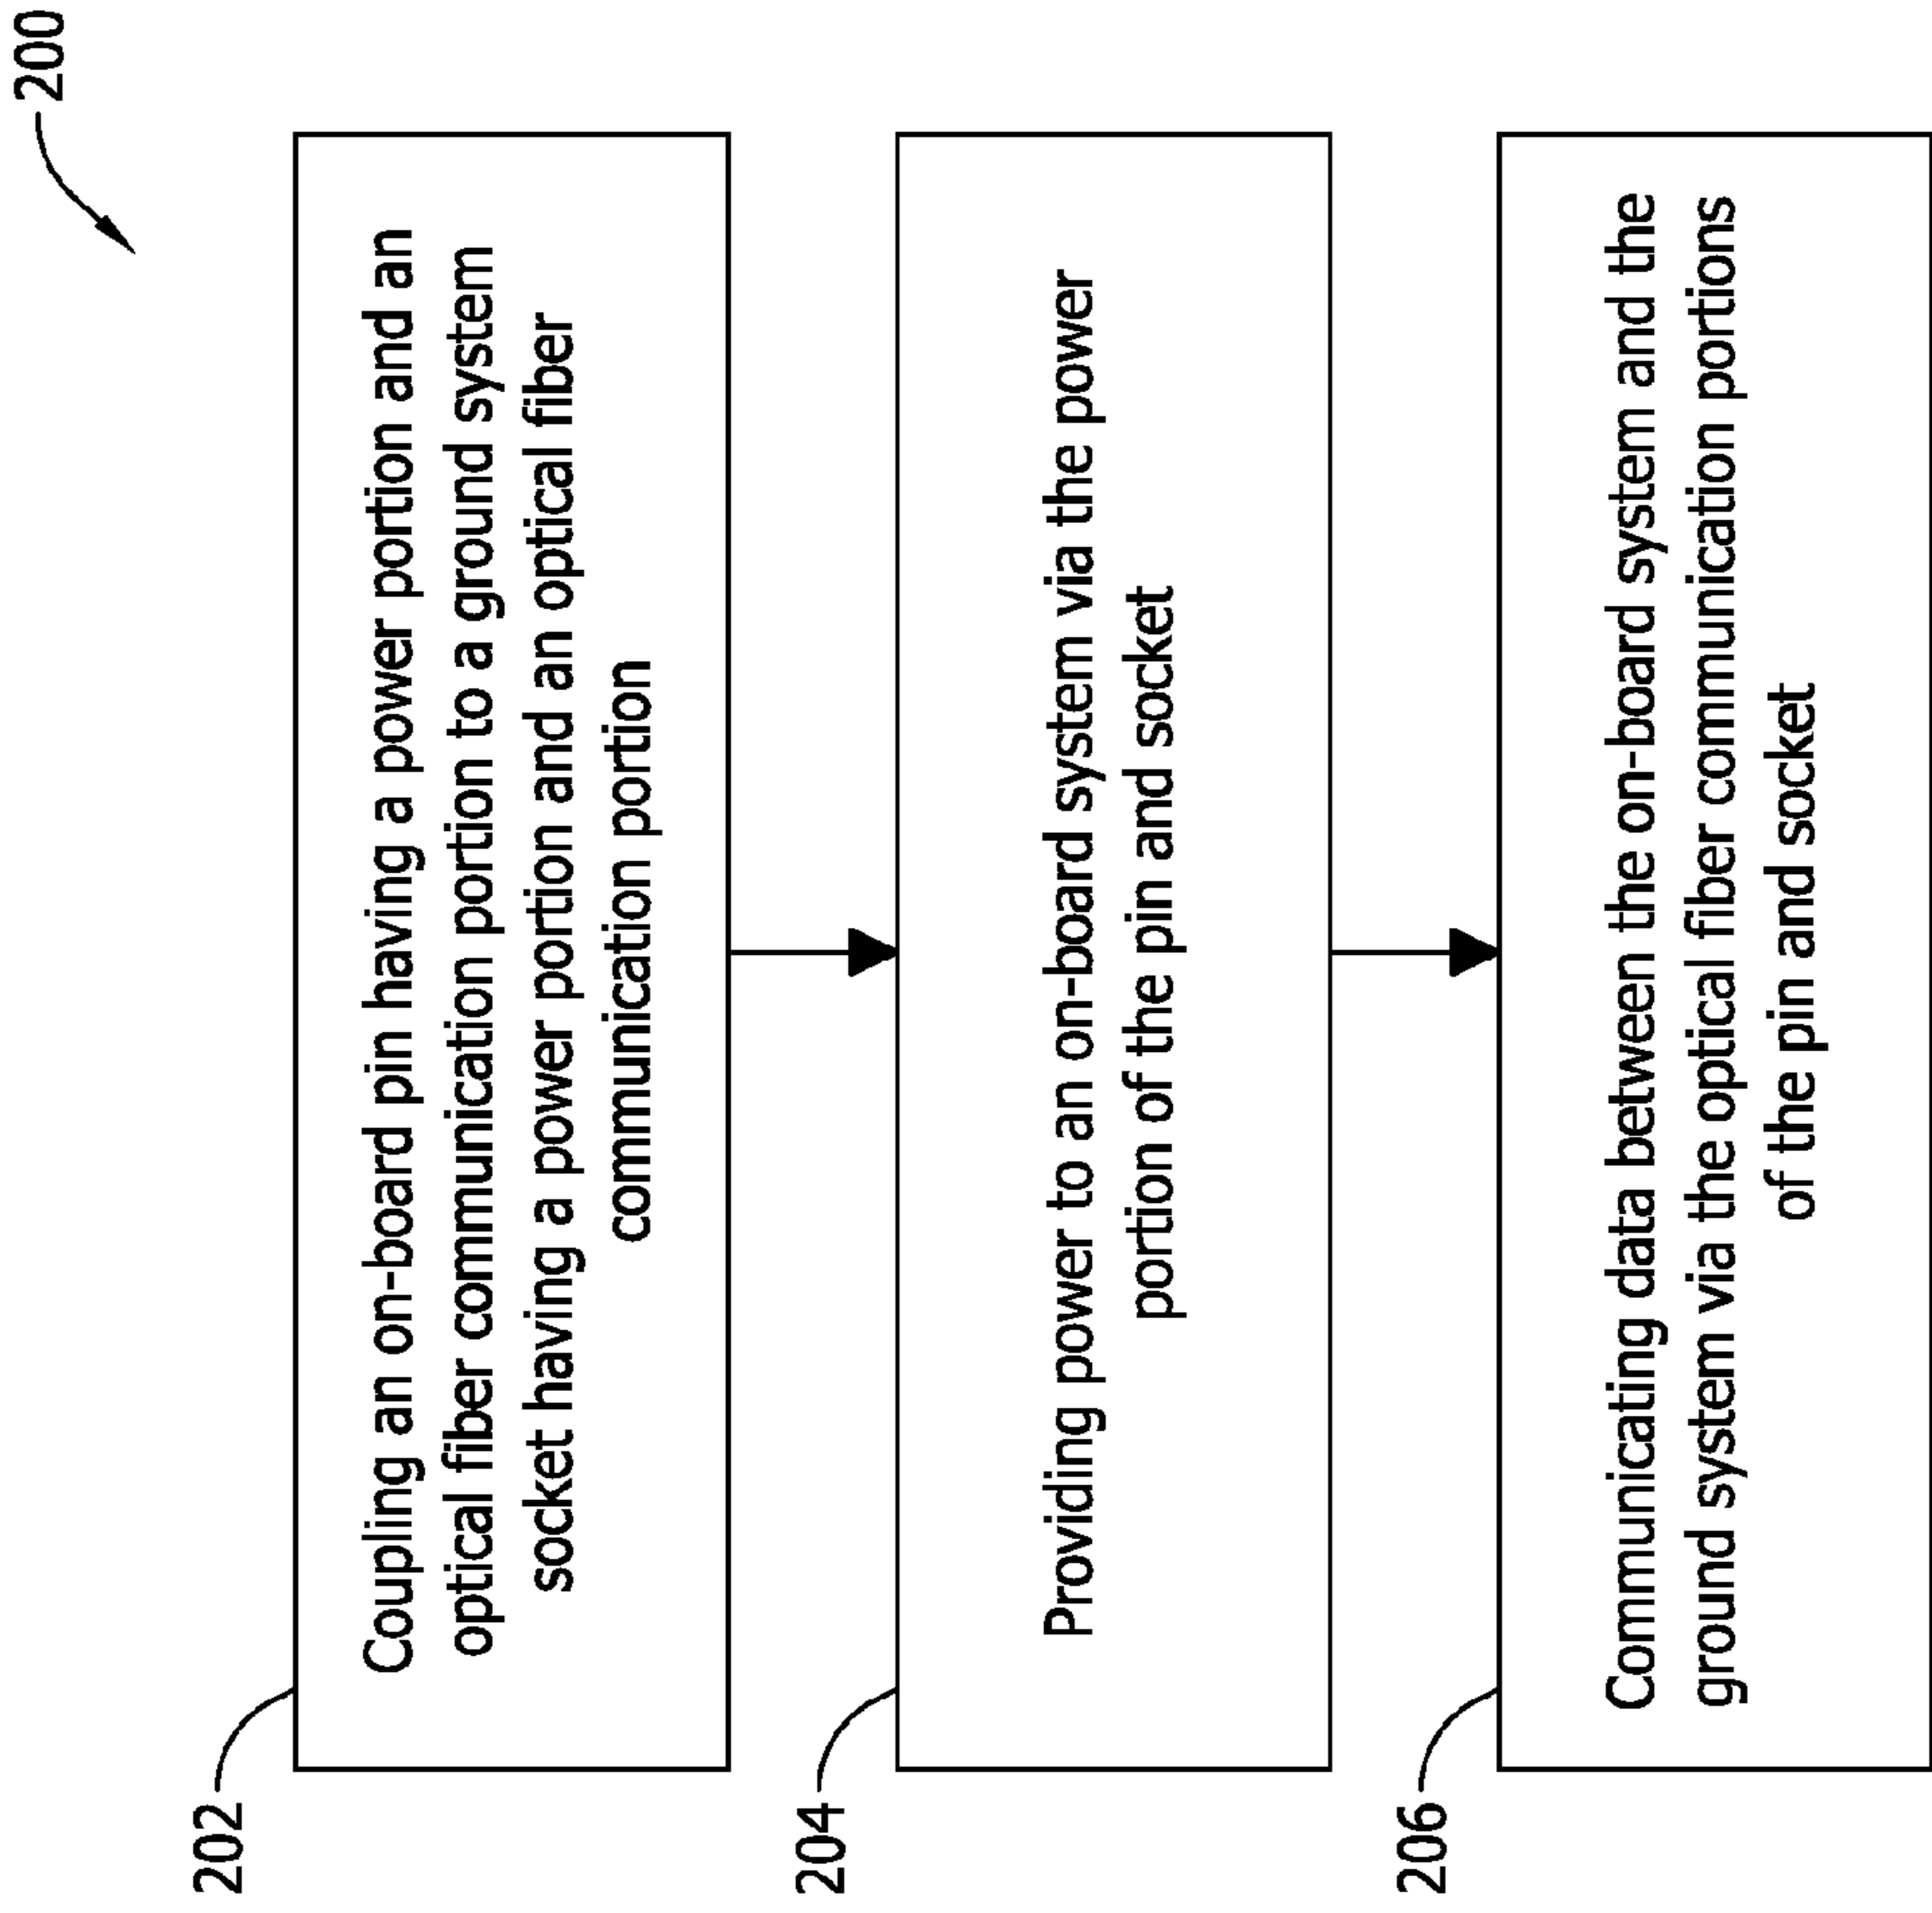 200
202
Coupling an on-board pin having a power portion and an
optical fiber communication portion to a ground system
socket having a power portion and an optical fiber
communication portion
204
Providing power to an on-board system via the power
portion of the pin and socket
206
Communicating data between the on-board system and the
ground system via the optical fiber communication portions
of the pin and socket